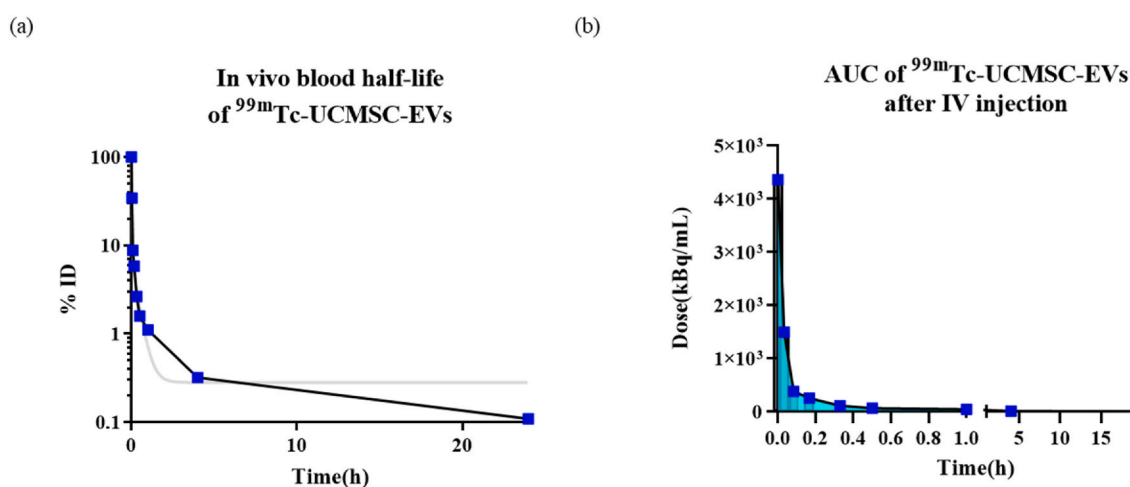 (a)
In vivo blood half-life
of ⁹⁹ᵐTc-UCMSC-EVs
100
10
1
0.1
% ID
0 10 20
Time(h)
(b)
AUC of ⁹⁹ᵐTc-UCMSC-EVs
after IV injection
5×10³
4×10³
3×10³
2×10³
1×10³
0
Dose(kBq/mL)
0.0 0.2 0.4 0.6 0.8 1.0 5 10 15
Time(h)